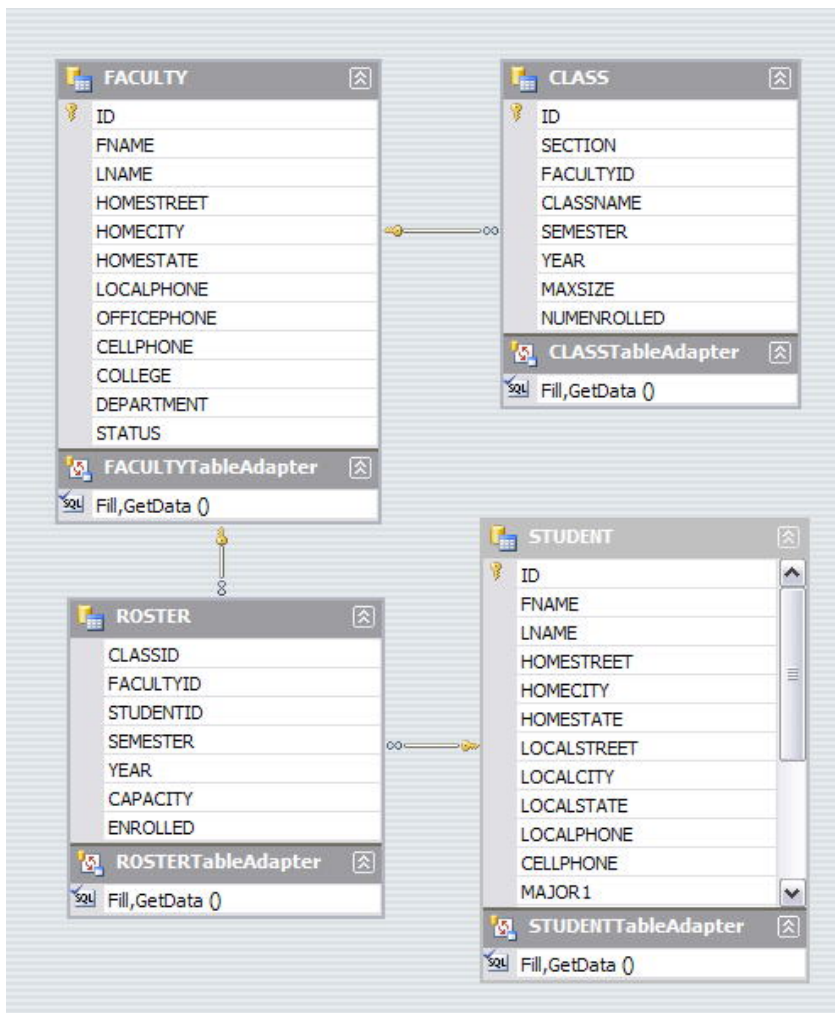 FACULTY
ID
FNAME
LNAME
HOMESTREET
HOMECITY
HOMESTATE
LOCALPHONE
OFFICEPHONE
CELLPHONE
COLLEGE
DEPARTMENT
STATUS
FACULTYTableAdapter
SQL Fill,GetData ()
CLASS
ID
SECTION
FACULTYID
CLASSNAME
SEMESTER
YEAR
MAXSIZE
NUMENROLLED
CLASSTableAdapter
SQL Fill,GetData ()
ROSTER
CLASSID
FACULTYID
STUDENTID
SEMESTER
YEAR
CAPACITY
ENROLLED
ROSTERTableAdapter
SQL Fill,GetData ()
STUDENT
ID
FNAME
LNAME
HOMESTREET
HOMECITY
HOMESTATE
LOCALSTREET
LOCALCITY
LOCALSTATE
LOCALPHONE
CELLPHONE
MAJOR1
STUDENTTableAdapter
SQL Fill,GetData ()